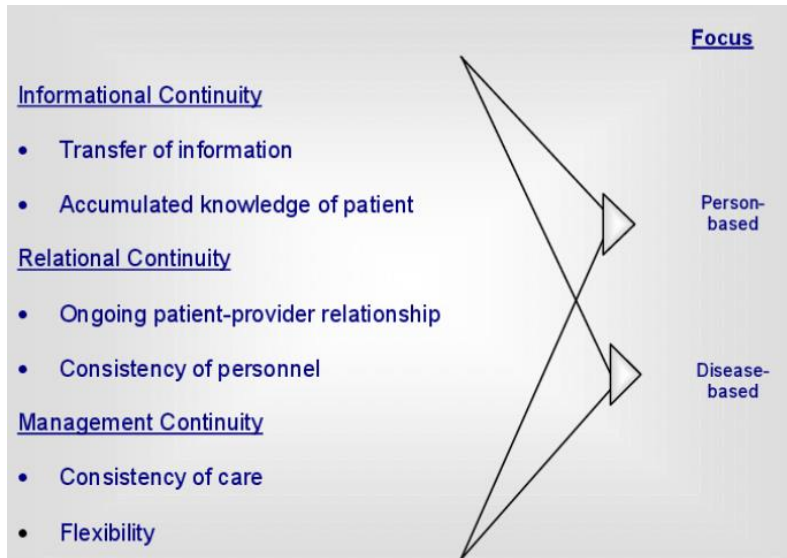 Focus
Informational Continuity
• Transfer of information
• Accumulated knowledge of patient
Relational Continuity
• Ongoing patient-provider relationship
• Consistency of personnel
Management Continuity
• Consistency of care
• Flexibility
Person-
based
Disease-
based